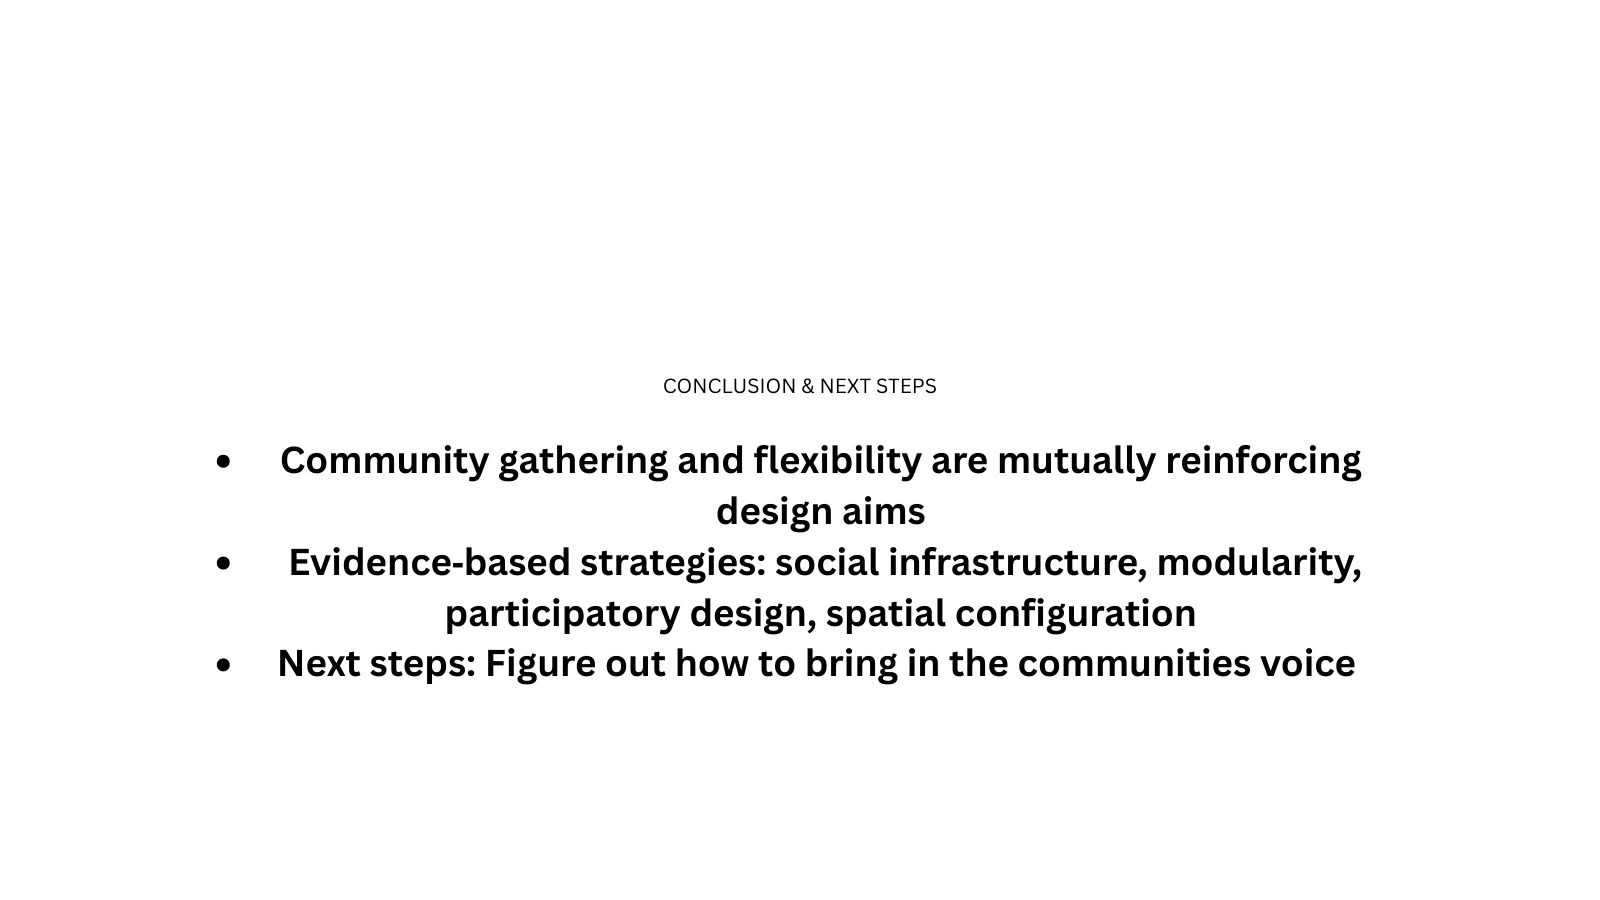 CONCLUSION & NEXT STEPS
• Community gathering and flexibility are mutually reinforcing
design aims
• Evidence-based strategies: social infrastructure, modularity,
participatory design, spatial configuration
• Next steps: Figure out how to bring in the communities voice